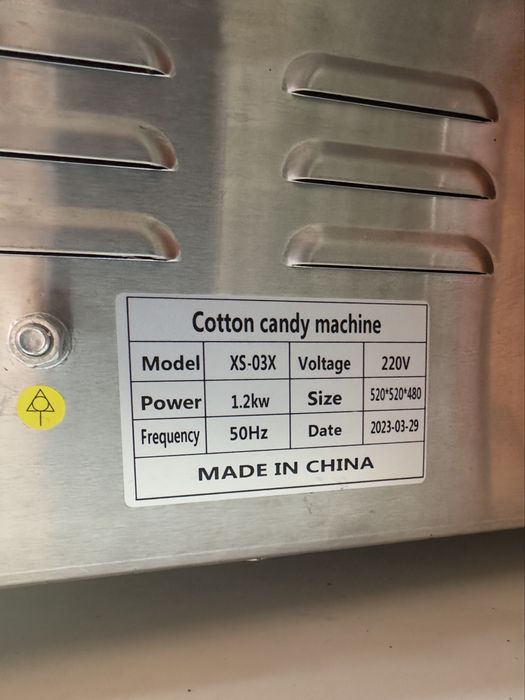 Cotton candy machine
Model XS-03X Voltage 220V
Power 1.2kw Size 520*520*480
Frequency 50Hz Date 2023-03-29
MADE IN CHINA